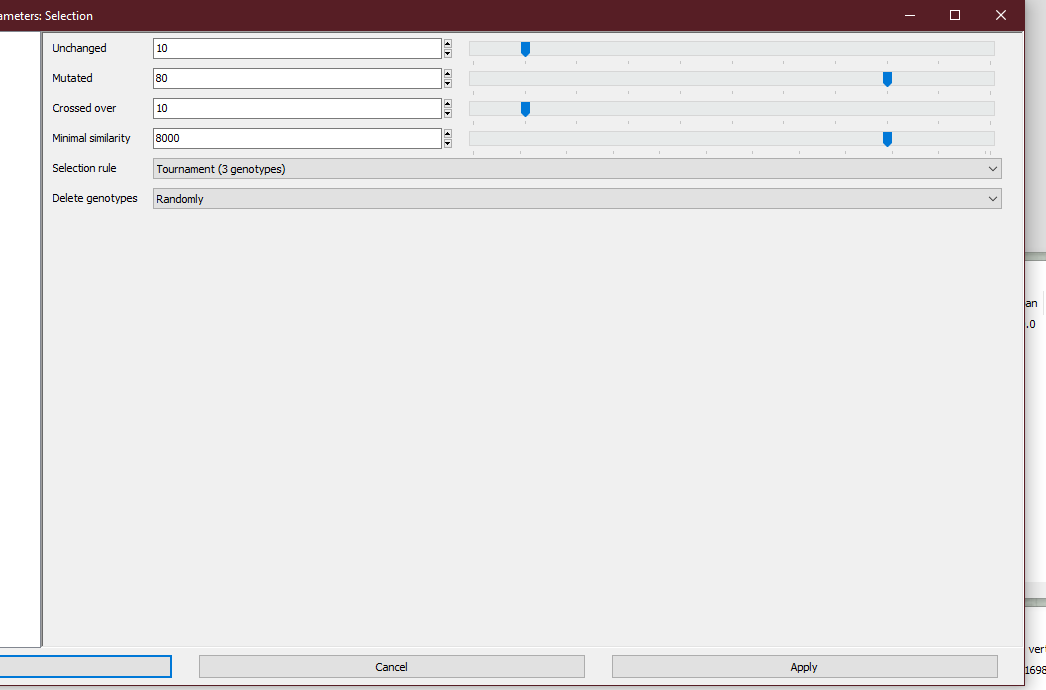 ameters: Selection
Unchanged 10
Mutated 80
Crossed over 10
Minimal similarity 8000
Selection rule Tournament (3 genotypes)
Delete genotypes Randomly
an
.0
vert
1698
Cancel Apply